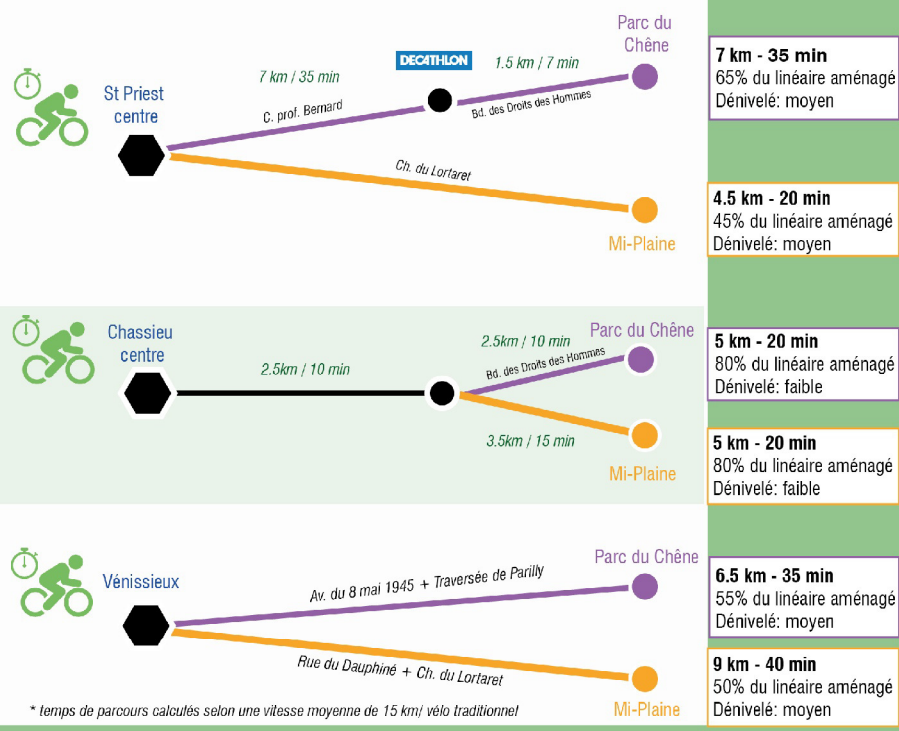 Parc du
Chêne
DECATHLON
7 km / 35 min
1.5 km / 7 min
St Priest
centre
C. prof. Bernard
Bd. des Droits des Hommes
Ch. du Lortaret
Mi-Plaine
7 km - 35 min
65% du linéaire aménagé
Dénivelé: moyen
4.5 km - 20 min
45% du linéaire aménagé
Dénivelé: moyen
Chassieu
centre
2.5km / 10 min
2.5km / 10 min
Parc du Chêne
Bd. des Droits des Hommes
3.5km / 15 min
Mi-Plaine
5 km - 20 min
80% du linéaire aménagé
Dénivelé: faible
5 km - 20 min
80% du linéaire aménagé
Dénivelé: faible
Vénissieux
Parc du Chêne
Av. du 8 mai 1945 + Traversée de Parilly
Rue du Dauphiné + Ch. du Lortaret
Mi-Plaine
6.5 km - 35 min
55% du linéaire aménagé
Dénivelé: moyen
9 km - 40 min
50% du linéaire aménagé
Dénivelé: moyen
* temps de parcours calculés selon une vitesse moyenne de 15 km/ vélo traditionnel